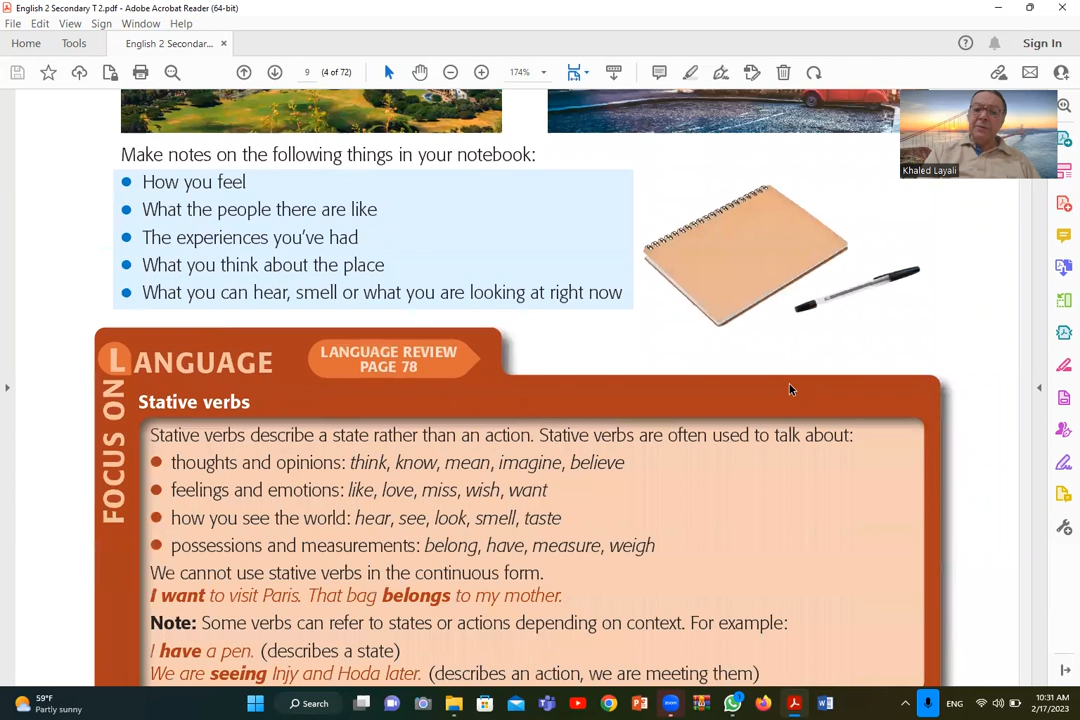 English 2 Secondary T 2.pdf - Adobe Acrobat Reader (64-bit)
File Edit View Sign Window Help
Home Tools English 2 Secondar... × Sign In
9 (4 of 72) 174%
Khaled Layali
Make notes on the following things in your notebook:
How you feel
What the people there are like
The experiences you've had
What you think about the place
What you can hear, smell or what you are looking at right now
FOCUS ON LANGUAGE
LANGUAGE REVIEW
PAGE 78
Stative verbs
Stative verbs describe a state rather than an action. Stative verbs are often used to talk about:
thoughts and opinions: think, know, mean, imagine, believe
feelings and emotions: like, love, miss, wish, want
how you see the world: hear, see, look, smell, taste
possessions and measurements: belong, have, measure, weigh
We cannot use stative verbs in the continuous form.
I want to visit Paris. That bag belongs to my mother.
Note: Some verbs can refer to states or actions depending on context. For example:
I have a pen. (describes a state)
We are seeing Injy and Hoda later. (describes an action, we are meeting them)
59°F
Partly sunny
Search
ENG
10:31 AM
2/17/2023